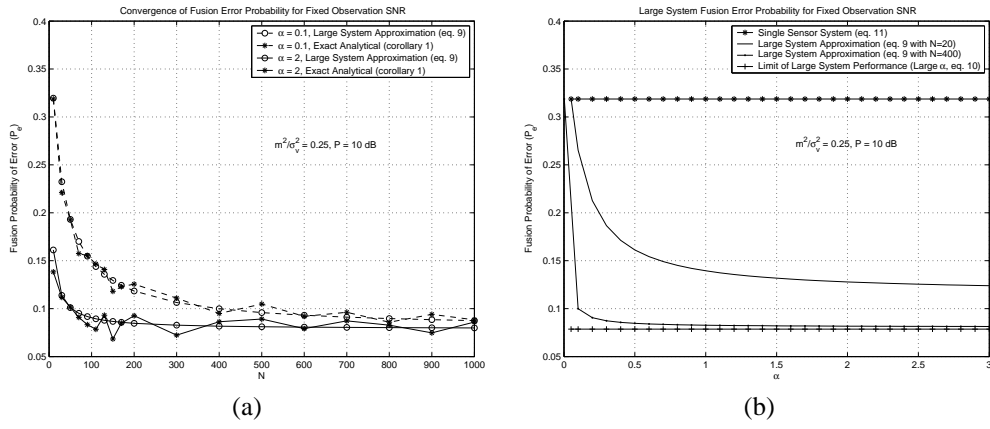 Convergence of Fusion Error Probability for Fixed Observation SNR
0.4
0.35
0.3
0.25
0.2
0.15
0.1
0.05
Fusion Probability of Error (Pe)
α = 0.1, Large System Approximation (eq. 9)
α = 0.1, Exact Analytical (corollary 1)
α = 2, Large System Approximation (eq. 9)
α = 2, Exact Analytical (corollary 1)
m²/σᵥ² = 0.25, P = 10 dB
0 100 200 300 400 500 600 700 800 900 1000
N
(a)
Large System Fusion Error Probability for Fixed Observation SNR
0.4
0.35
0.3
0.25
0.2
0.15
0.1
0.05
Fusion Probability of Error (Pe)
Single Sensor System (eq. 11)
Large System Approximation (eq. 9 with N=20)
Large System Approximation (eq. 9 with N=400)
Limit of Large System Performance (Large α, eq. 10)
m²/σᵥ² = 0.25, P = 10 dB
0 0.5 1 1.5 2 2.5 3
α
(b)